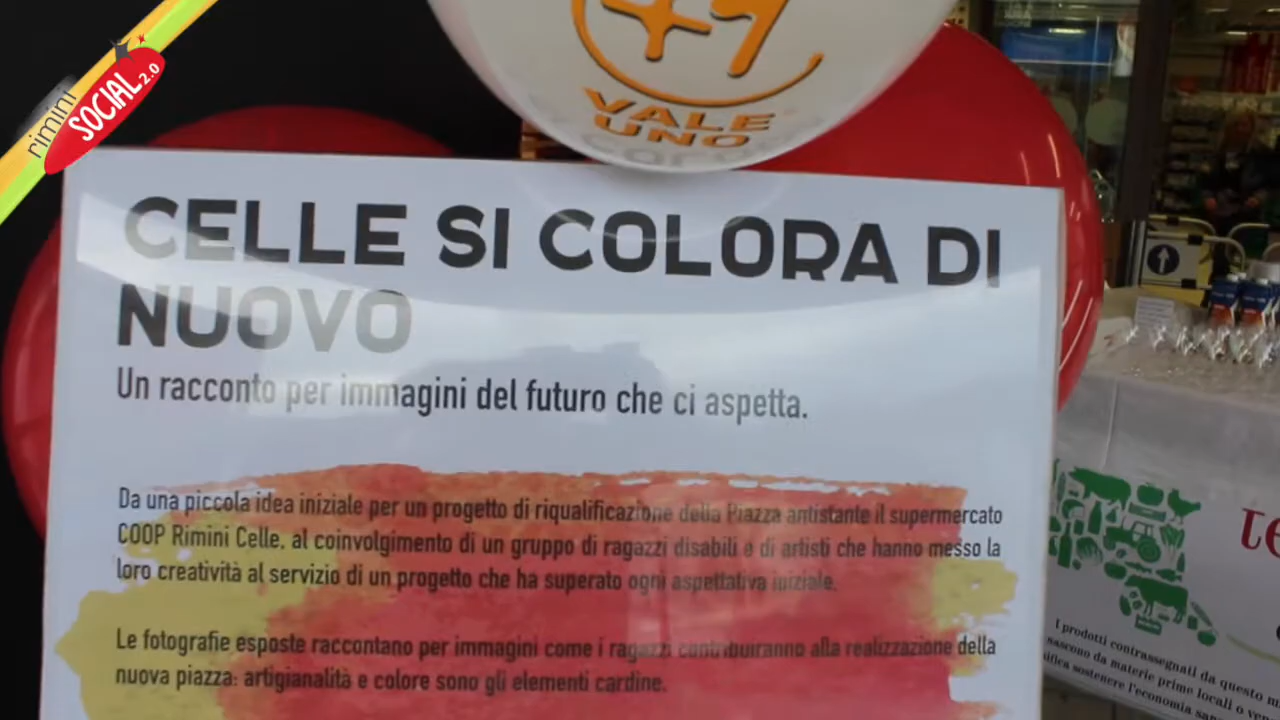 rimini
SOCIAL 2.0
+1
VALE
UNO
CELLE SI COLORA DI
NUOVO
Un racconto per immagini del futuro che ci aspetta.
Da una piccola idea iniziale per un progetto di riqualificazione della Piazza antistante il supermercato
COOP Rimini Celle, al coinvolgimento di un gruppo di ragazzi disabili e di artisti che hanno messo la
loro creatività al servizio di un progetto che ha superato ogni aspettativa iniziale.
Le fotografie esposte raccontano per immagini come i ragazzi contribuiranno alla realizzazione della
nuova piazza: artigianalità e colore sono gli elementi cardine.
I prodotti contrassegnati da questo
nascono da materie prime locali o
sostenere l'economia